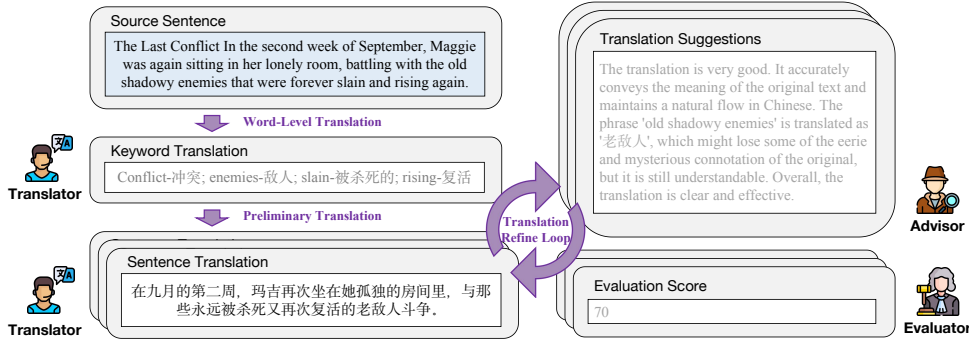 Source Sentence
The Last Conflict In the second week of September, Maggie
was again sitting in her lonely room, battling with the old
shadowy enemies that were forever slain and rising again.
Word-Level Translation
Translator
Keyword Translation
Conflict-冲突; enemies-敌人; slain-被杀死的; rising-复活
Preliminary Translation
Translator
Sentence Translation
在九月的第二周，玛吉再次坐在她孤独的房间里，与那
些永远被杀死又再次复活的老敌人斗争。
Translation
Refine Loop
Translation Suggestions
The translation is very good. It accurately
conveys the meaning of the original text and
maintains a natural flow in Chinese. The
phrase 'old shadowy enemies' is translated as
'老敌人', which might lose some of the eerie
and mysterious connotation of the original,
but it is still understandable. Overall, the
translation is clear and effective.
Advisor
Evaluation Score
70
Evaluator